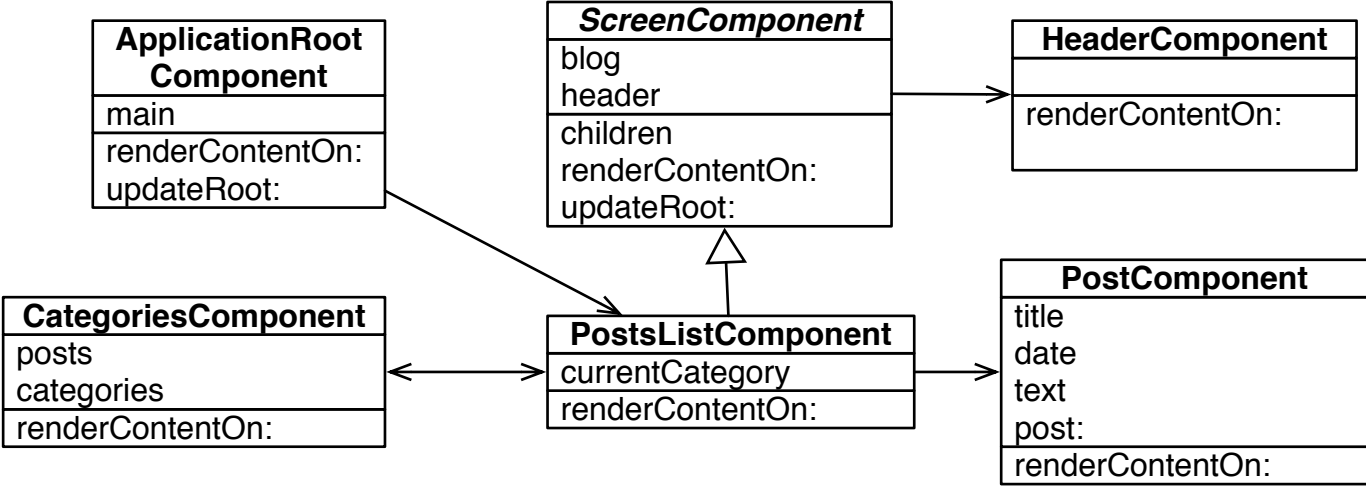 ApplicationRoot
Component
main
renderContentOn:
updateRoot:
ScreenComponent
blog
header
children
renderContentOn:
updateRoot:
HeaderComponent
renderContentOn:
CategoriesComponent
posts
categories
renderContentOn:
PostsListComponent
currentCategory
renderContentOn:
PostComponent
title
date
text
post:
renderContentOn: